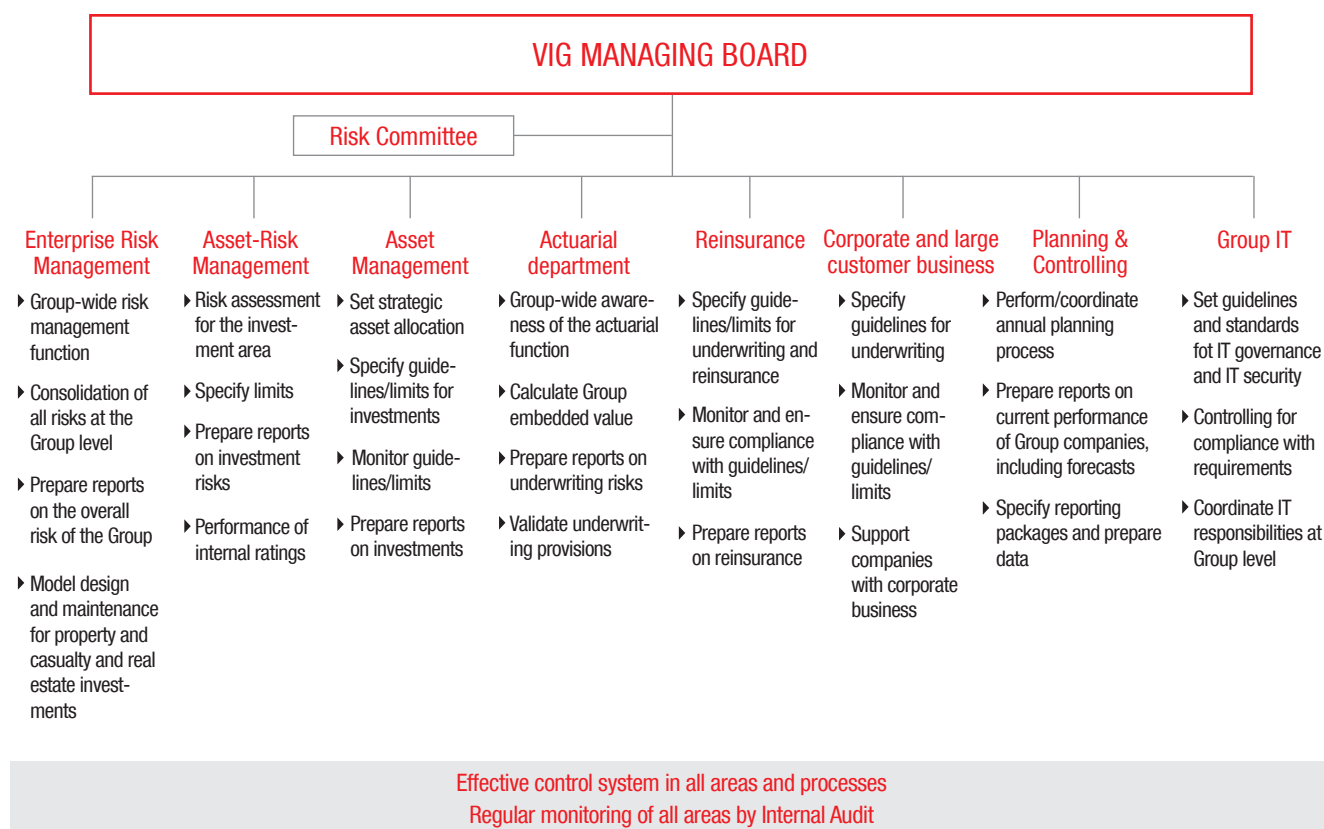 VIG MANAGING BOARD
Risk Committee
Enterprise Risk
Management
▸ Group-wide risk
management
function
▸ Consolidation of
all risks at the
Group level
▸ Prepare reports
on the overall
risk of the Group
▸ Model design
and maintenance
for property and
casualty and real
estate invest-
ments
Asset-Risk
Management
▸ Risk assessment
for the invest-
ment area
▸ Specify limits
▸ Prepare reports
on investment
risks
▸ Performance of
internal ratings
Asset
Management
▸ Set strategic
asset allocation
▸ Specify guide-
lines/limits for
investments
▸ Monitor guide-
lines/limits
▸ Prepare reports
on investments
Actuarial
department
▸ Group-wide aware-
ness of the actuarial
function
▸ Calculate Group
embedded value
▸ Prepare reports on
underwriting risks
▸ Validate underwrit-
ing provisions
Reinsurance
▸ Specify guide-
lines/limits for
underwriting and
reinsurance
▸ Monitor and en-
sure compliance
with guidelines/
limits
▸ Prepare reports
on reinsurance
Corporate and large
customer business
▸ Specify
guidelines for
underwriting
▸ Monitor and
ensure com-
pliance with
guidelines/
limits
▸ Support
companies
with corporate
business
Planning &
Controlling
▸ Perform/coordinate
annual planning
process
▸ Prepare reports on
current performance
of Group companies,
including forecasts
▸ Specify reporting
packages and prepare
data
Group IT
▸ Set guidelines
and standards
fot IT governance
and IT security
▸ Controlling for
compliance with
requirements
▸ Coordinate IT
responsibilities at
Group level
Effective control system in all areas and processes
Regular monitoring of all areas by Internal Audit